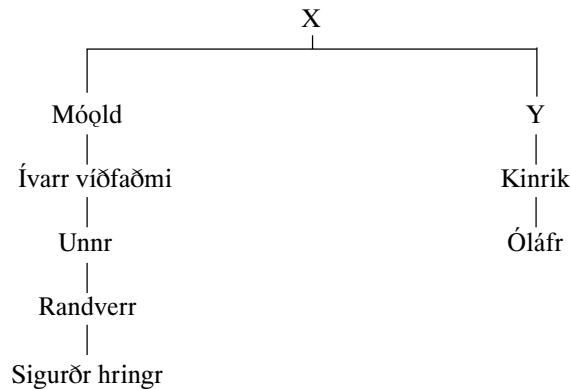 X
Móǫld Y
Ívarr víðfaðmi Kinrik
Unnr Óláfr
Randverr
Sigurðr hringr